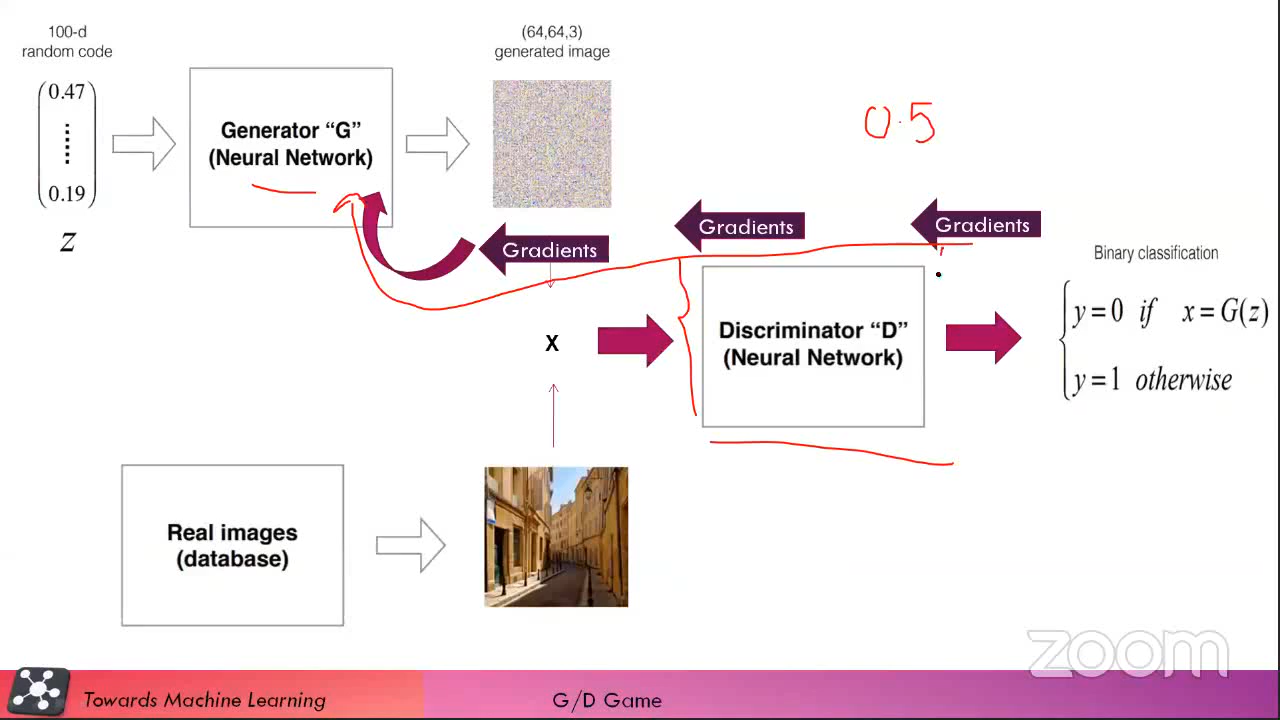 100-d
random code
(64,64,3)
generated image
0.47
0.19
z
Generator “G”
(Neural Network)
0.5
Gradients
Gradients
Gradients
Binary classification
X
Discriminator “D”
(Neural Network)
y=0 if x=G(z)
y=1 otherwise
Real images
(database)
zoom
Towards Machine Learning
G/D Game